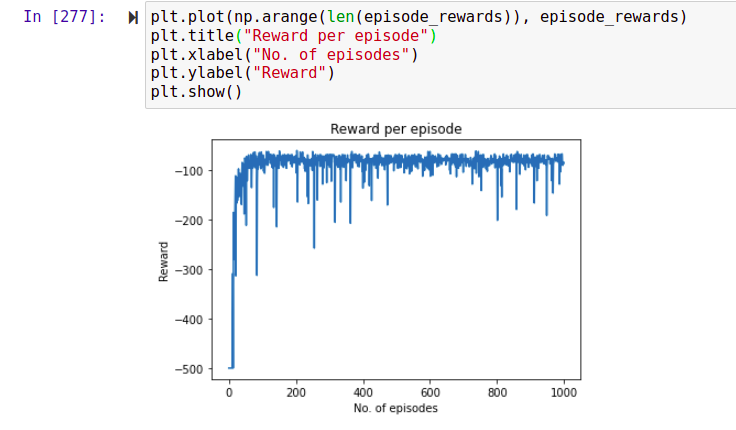 In [277]:
plt.plot(np.arange(len(episode_rewards)), episode_rewards)
plt.title("Reward per episode")
plt.xlabel("No. of episodes")
plt.ylabel("Reward")
plt.show()
Reward per episode
−100
−200
−300
−400
−500
Reward
0 200 400 600 800 1000
No. of episodes